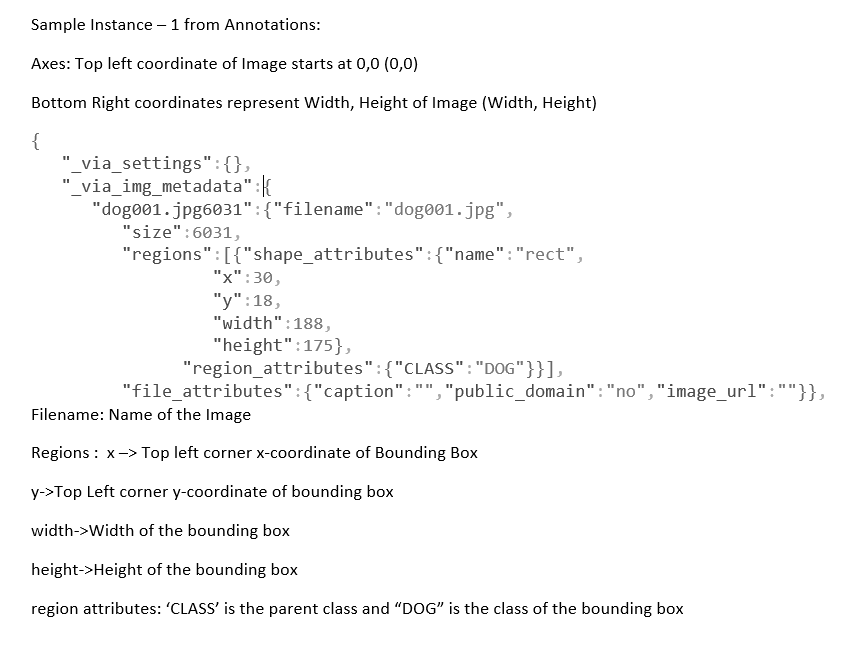 Sample Instance – 1 from Annotations:
Axes: Top left coordinate of Image starts at 0,0 (0,0)
Bottom Right coordinates represent Width, Height of Image (Width, Height)
{
"_via_settings":{},
"_via_img_metadata":{
"dog001.jpg6031":{"filename":"dog001.jpg",
"size":6031,
"regions":[{"shape_attributes":{"name":"rect",
"x":30,
"y":18,
"width":188,
"height":175},
"region_attributes":{"CLASS":"DOG"}}],
"file_attributes":{"caption":"","public_domain":"no","image_url":""}},
Filename: Name of the Image
Regions : x –> Top left corner x-coordinate of Bounding Box
y->Top Left corner y-coordinate of bounding box
width->Width of the bounding box
height->Height of the bounding box
region attributes: ‘CLASS’ is the parent class and “DOG” is the class of the bounding box